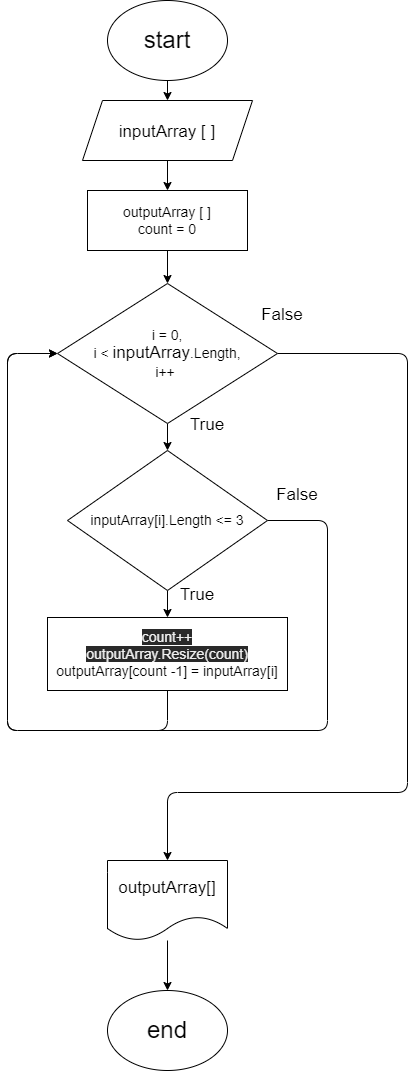 start
inputArray [ ]
outputArray [ ]
count = 0
False
i = 0,
i < inputArray.Length,
i++
True
False
inputArray[i].Length <= 3
True
count++
outputArray.Resize(count)
outputArray[count -1] = inputArray[i]
outputArray[]
end